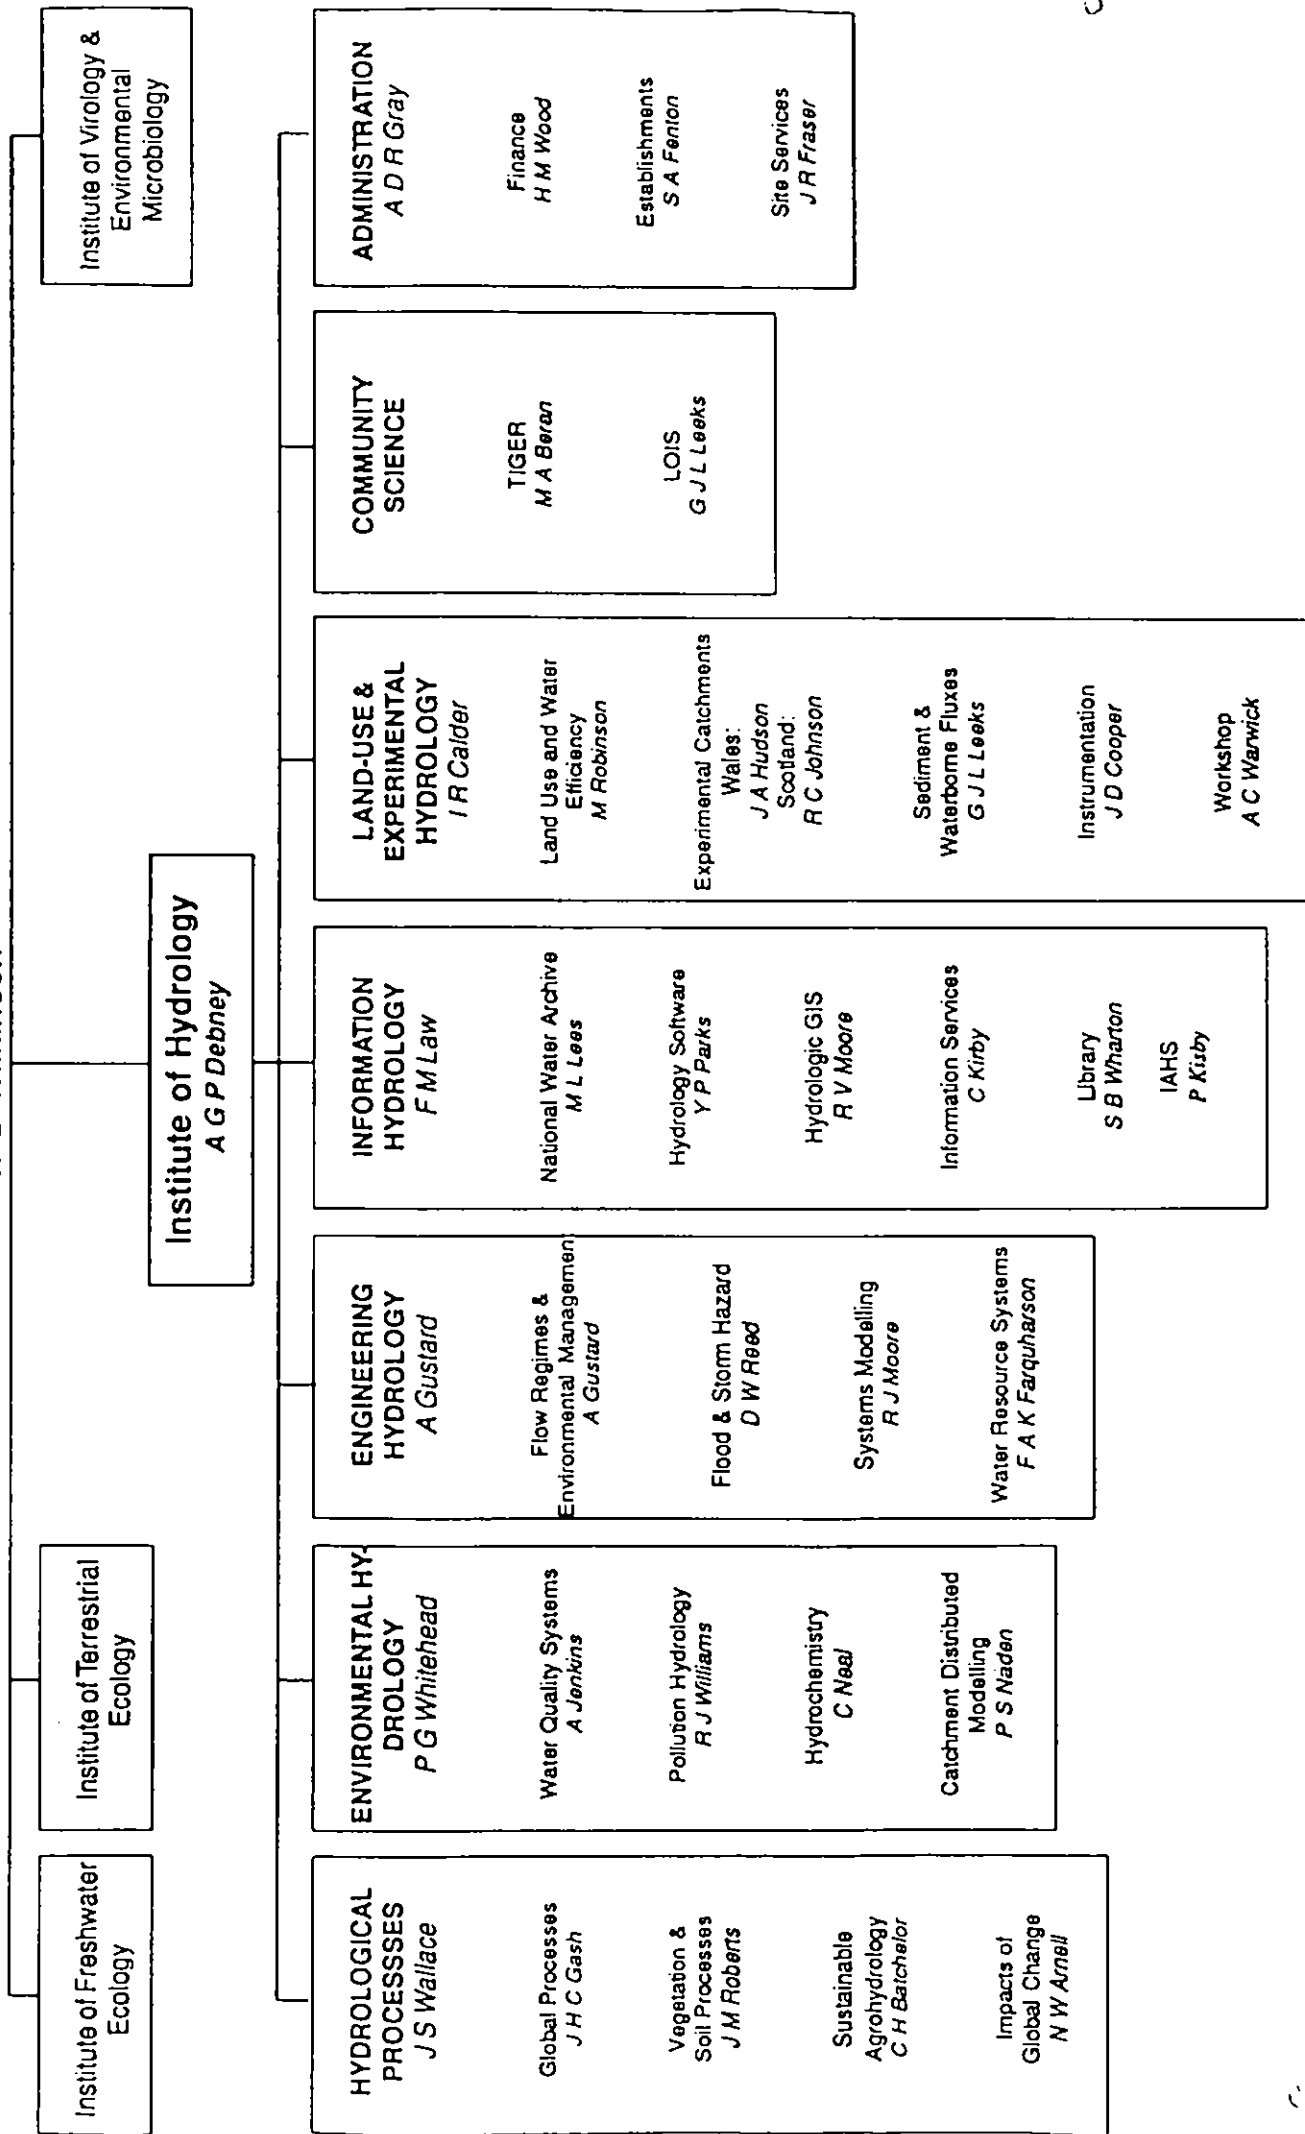 Institute of Freshwater
Ecology
Institute of Terrestrial
Ecology
Institute of Virology &
Environmental
Microbiology
Institute of Hydrology
A G P Debney
HYDROLOGICAL
PROCESSSES
J S Wallace
Global Processes
J H C Gash
Vegetation &
Soil Processes
J M Roberts
Sustainable
Agrohydrology
C H Batchelor
Impacts of
Global Change
N W Arnell
ENVIRONMENTAL HY-
DROLOGY
P G Whitehead
Water Quality Systems
A Jenkins
Pollution Hydrology
R J Williams
Hydrochemistry
C Neal
Catchment Distributed
Modelling
P S Naden
ENGINEERING
HYDROLOGY
A Gustard
Flow Regimes &
Environmental Management
A Gustard
Flood & Storm Hazard
D W Reed
Systems Modelling
R J Moore
Water Resource Systems
F A K Farquharson
INFORMATION
HYDROLOGY
F M Law
National Water Archive
M L Lees
Hydrology Software
Y P Parks
Hydrologic GIS
R V Moore
Information Services
C Kirby
Library
S B Wharton
IAHS
P Kisby
LAND-USE &
EXPERIMENTAL
HYDROLOGY
I R Calder
Land Use and Water
Efficiency
M Robinson
Experimental Catchments
Wales:
J A Hudson
Scotland:
R C Johnson
Sediment &
Waterborne Fluxes
G J L Leeks
Instrumentation
J D Cooper
Workshop
A C Warwick
COMMUNITY
SCIENCE
TIGER
M A Beran
LOIS
G J L Leeks
ADMINISTRATION
A D R Gray
Finance
H M Wood
Establishments
S A Fenton
Site Services
J R Fraser